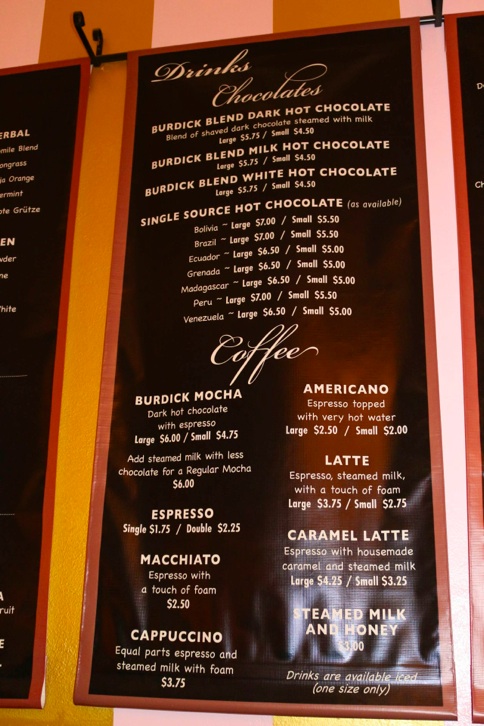 ERBAL
mile Blend
ongrass
ja Orange
ermint
ote Grütze
EN
wder
ne
hite
A
ruit
E
Drinks
Chocolates
BURDICK BLEND DARK HOT CHOCOLATE
Blend of shaved dark chocolate steamed with milk
Large $5.75 / Small $4.50
BURDICK BLEND MILK HOT CHOCOLATE
Large $5.75 / Small $4.50
BURDICK BLEND WHITE HOT CHOCOLATE
Large $5.75 / Small $4.50
SINGLE SOURCE HOT CHOCOLATE (as available)
Bolivia ~ Large $7.00 / Small $5.50
Brazil ~ Large $7.00 / Small $5.50
Ecuador ~ Large $6.50 / Small $5.00
Grenada ~ Large $6.50 / Small $5.00
Madagascar ~ Large $6.50 / Small $5.00
Peru ~ Large $7.00 / Small $5.50
Venezuela ~ Large $6.50 / Small $5.00
Coffee
BURDICK MOCHA
Dark hot chocolate
with espresso
Large $6.00 / Small $4.75
Add steamed milk with less
chocolate for a Regular Mocha
$6.00
ESPRESSO
Single $1.75 / Double $2.25
MACCHIATO
Espresso with
a touch of foam
$2.50
CAPPUCCINO
Equal parts espresso and
steamed milk with foam
$3.75
AMERICANO
Espresso topped
with very hot water
Large $2.50 / Small $2.00
LATTE
Espresso, steamed milk,
with a touch of foam
Large $3.75 / Small $2.75
CARAMEL LATTE
Espresso with housemade
caramel and steamed milk
Large $4.25 / Small $3.25
STEAMED MILK
AND HONEY
$3.00
Drinks are available iced
(one size only)